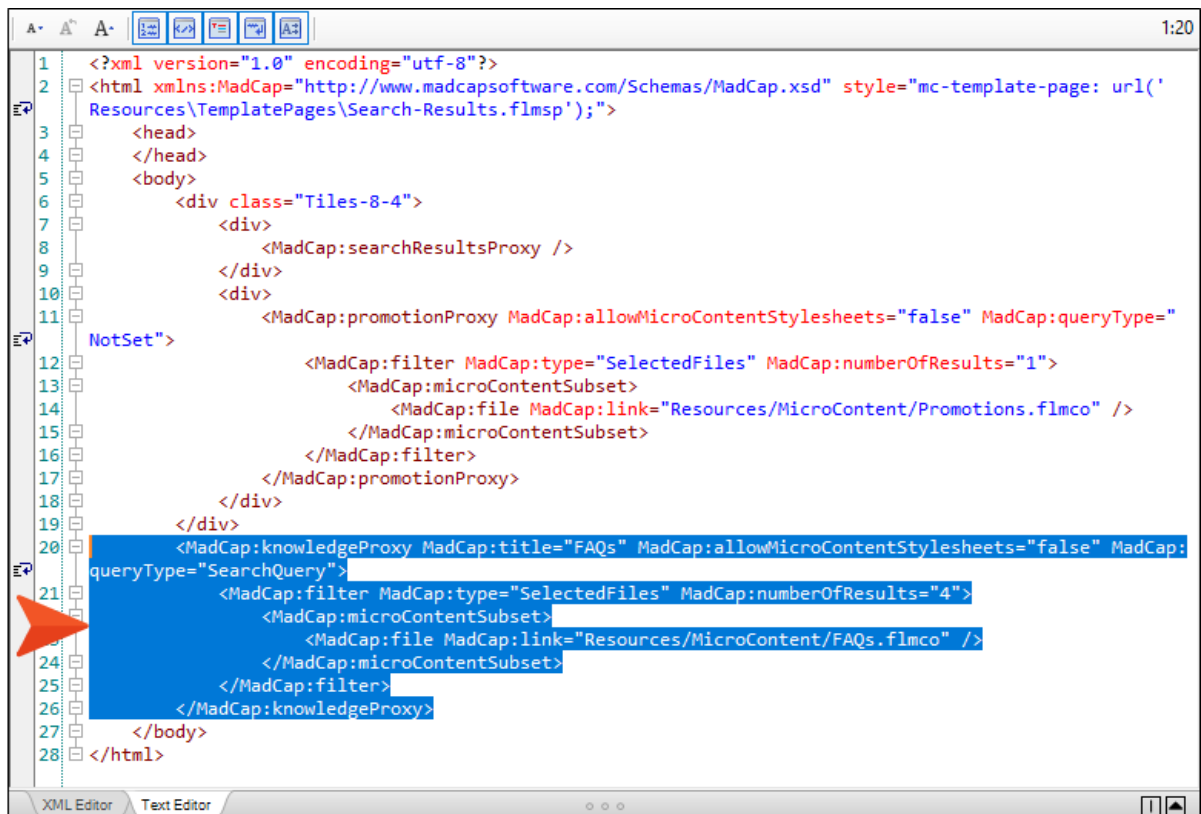 A A A 1:20
1 <?xml version="1.0" encoding="utf-8"?>
2 <html xmlns:MadCap="http://www.madcapsoftware.com/Schemas/MadCap.xsd" style="mc-template-page: url('
Resources\TemplatePages\Search-Results.flmsp');">
3 <head>
4 </head>
5 <body>
6 <div class="Tiles-8-4">
7 <div>
8 <MadCap:searchResultsProxy />
9 </div>
10 <div>
11 <MadCap:promotionProxy MadCap:allowMicroContentStylesheets="false" MadCap:queryType="
NotSet">
12 <MadCap:filter MadCap:type="SelectedFiles" MadCap:numberOfResults="1">
13 <MadCap:microContentSubset>
14 <MadCap:file MadCap:link="Resources/MicroContent/Promotions.flmco" />
15 </MadCap:microContentSubset>
16 </MadCap:filter>
17 </MadCap:promotionProxy>
18 </div>
19 </div>
20 <MadCap:knowledgeProxy MadCap:title="FAQs" MadCap:allowMicroContentStylesheets="false" MadCap:
queryType="SearchQuery">
21 <MadCap:filter MadCap:type="SelectedFiles" MadCap:numberOfResults="4">
<MadCap:microContentSubset>
<MadCap:file MadCap:link="Resources/MicroContent/FAQs.flmco" />
24 </MadCap:microContentSubset>
25 </MadCap:filter>
26 </MadCap:knowledgeProxy>
27 </body>
28 </html>
XML Editor Text Editor